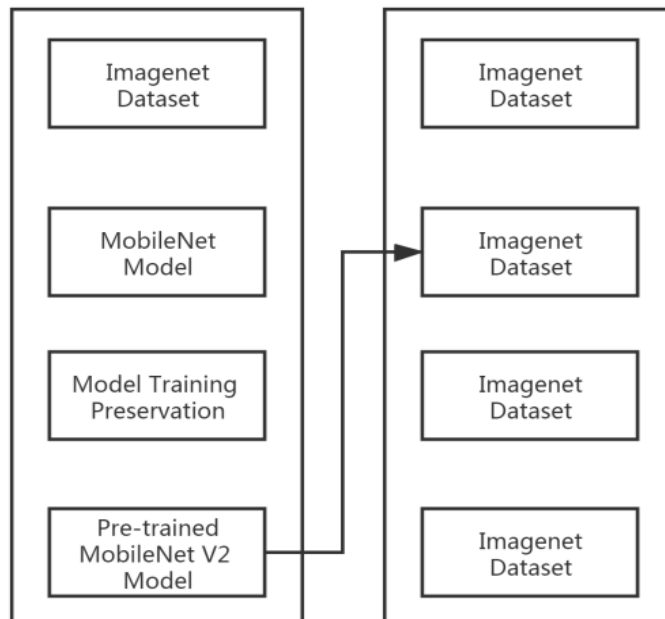 Imagenet
Dataset
MobileNet
Model
Model Training
Preservation
Pre-trained
MobileNet V2
Model
Imagenet
Dataset
Imagenet
Dataset
Imagenet
Dataset
Imagenet
Dataset